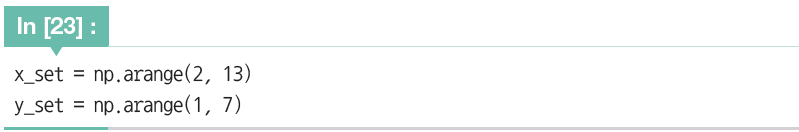 In [23] :
x_set = np.arange(2, 13)
y_set = np.arange(1, 7)